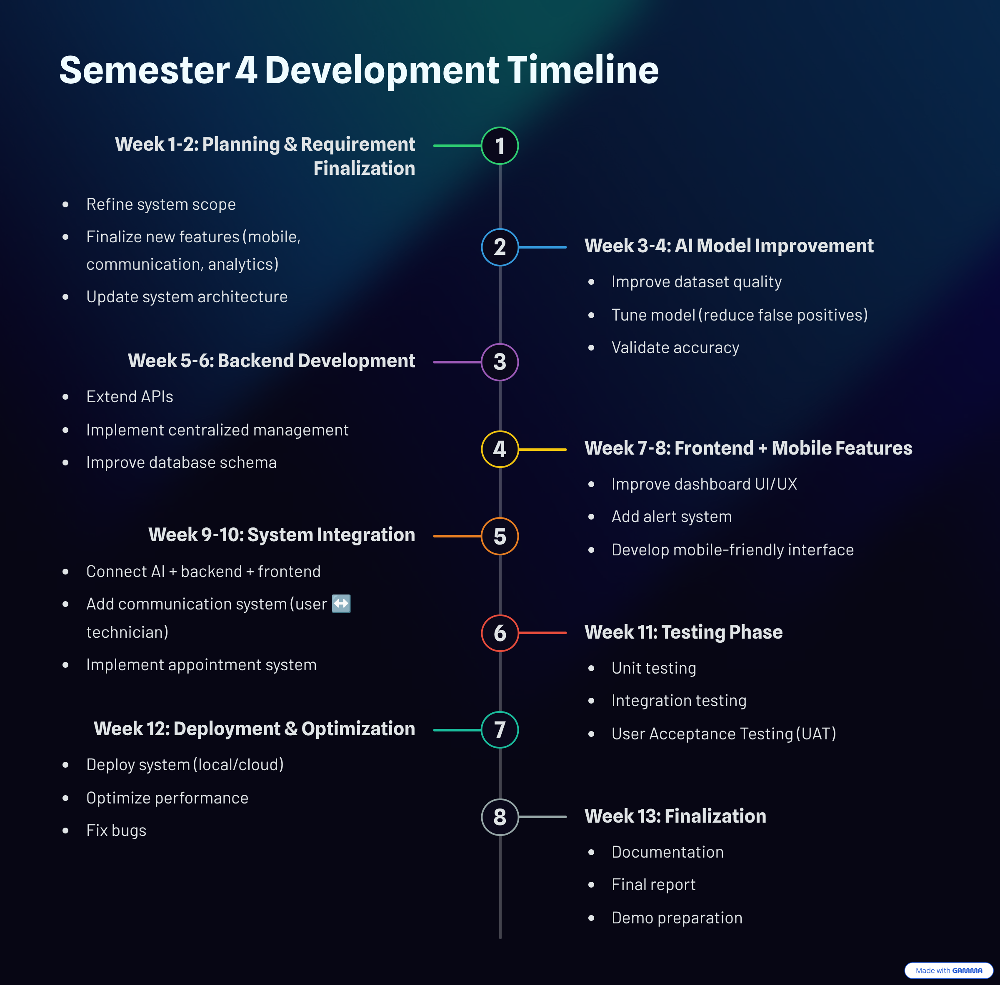 Semester 4 Development Timeline
1
Week 1-2: Planning & Requirement
Finalization
• Refine system scope
• Finalize new features (mobile,
communication, analytics)
• Update system architecture
2
Week 3-4: AI Model Improvement
• Improve dataset quality
• Tune model (reduce false positives)
• Validate accuracy
3
Week 5-6: Backend Development
• Extend APIs
• Implement centralized management
• Improve database schema
4
Week 7-8: Frontend + Mobile Features
• Improve dashboard UI/UX
• Add alert system
• Develop mobile-friendly interface
5
Week 9-10: System Integration
• Connect AI + backend + frontend
• Add communication system (user ↔️
technician)
• Implement appointment system
6
Week 11: Testing Phase
• Unit testing
• Integration testing
• User Acceptance Testing (UAT)
7
Week 12: Deployment & Optimization
• Deploy system (local/cloud)
• Optimize performance
• Fix bugs
8
Week 13: Finalization
• Documentation
• Final report
• Demo preparation
Made with GAMMA